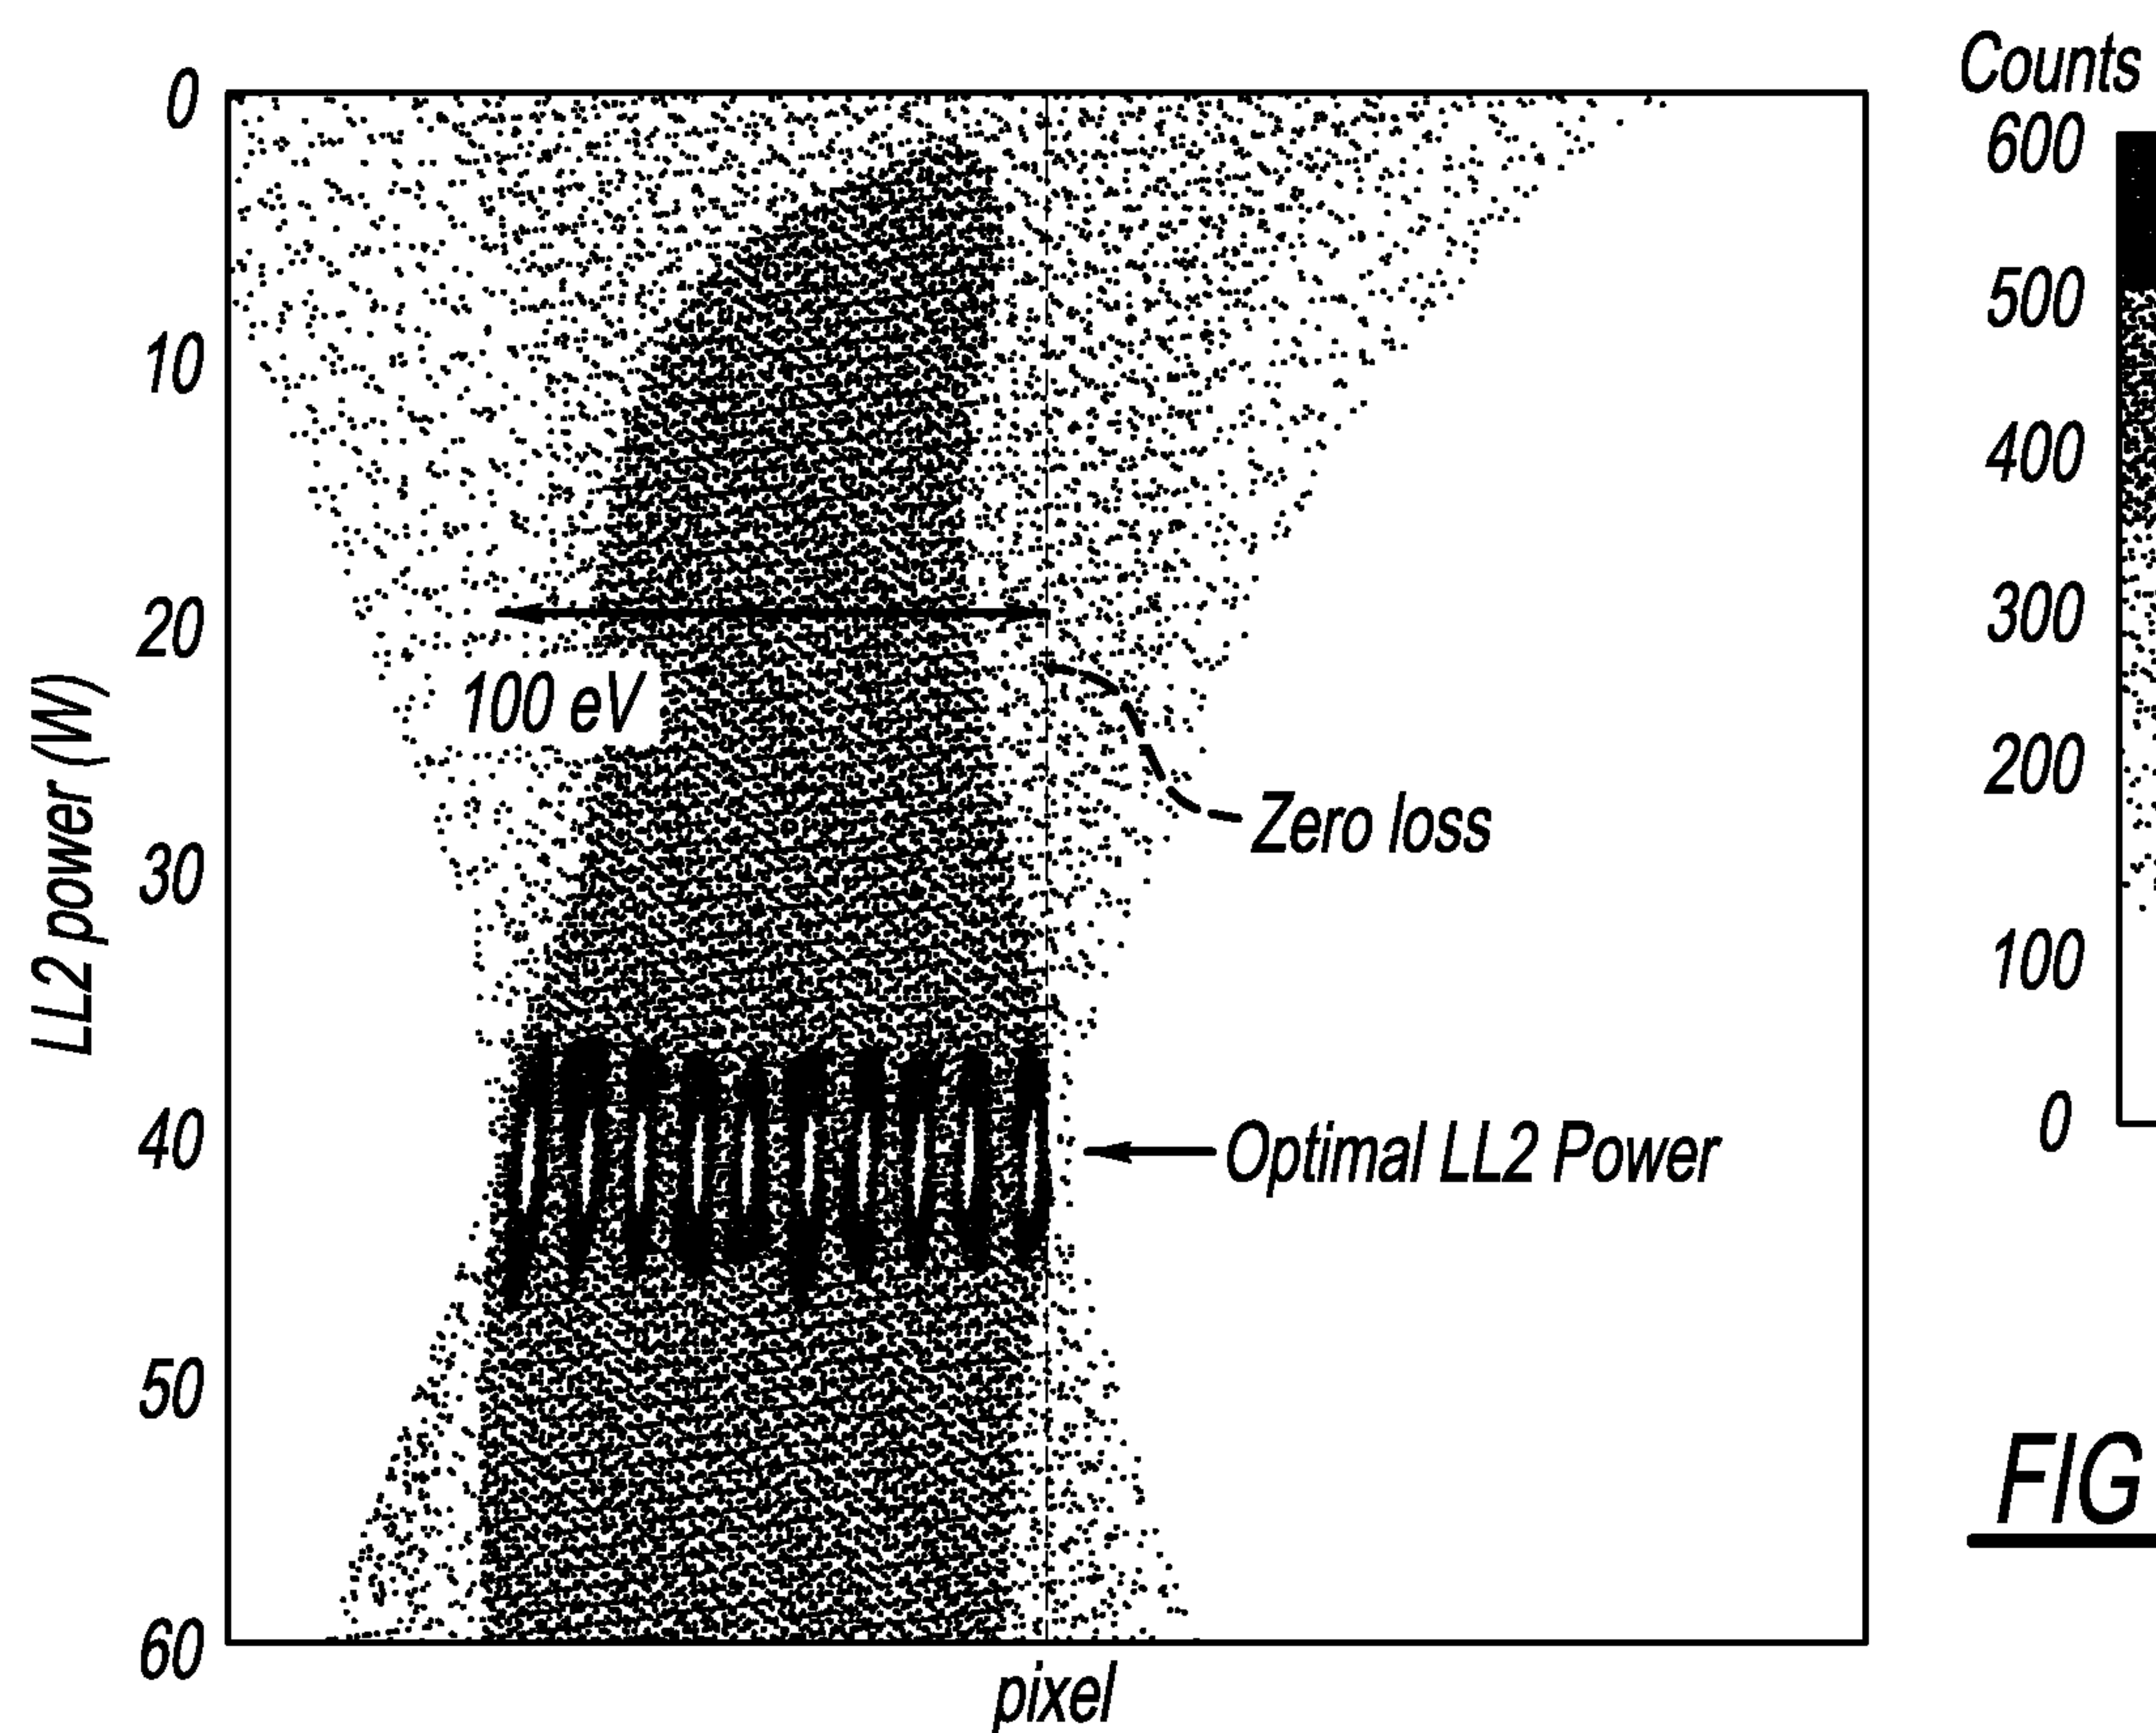 0
10
20
30
40
50
60
LL2 power (W)
100 eV
Zero loss
Optimal LL2 Power
pixel
Counts
600
500
400
300
200
100
0
FIG